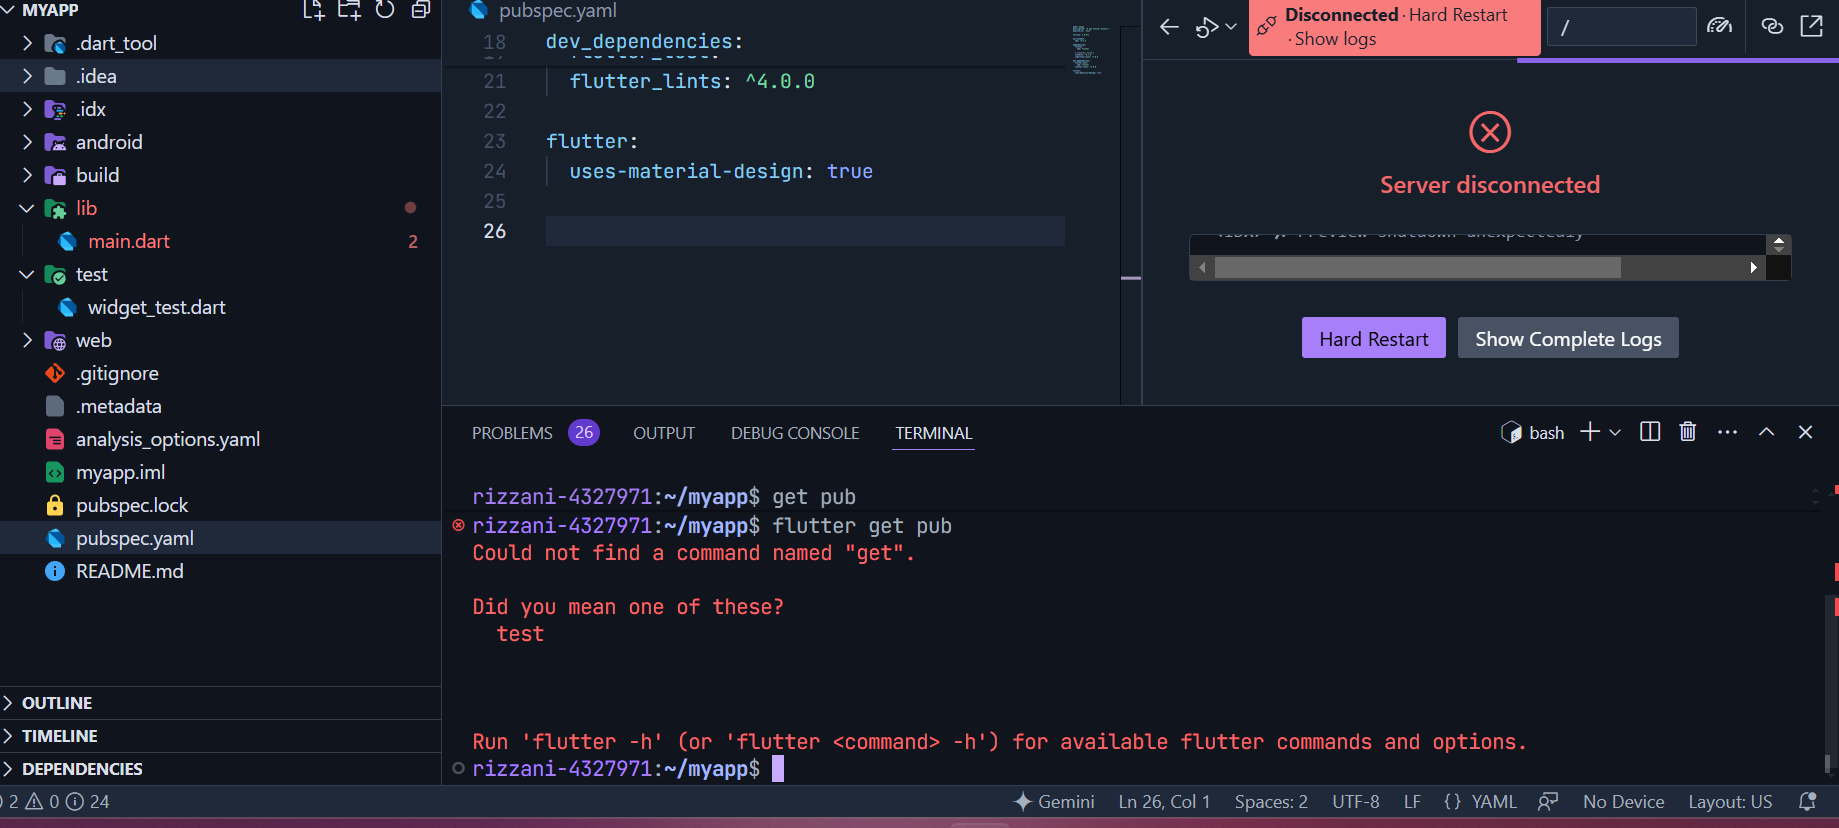 MYAPP
.dart_tool
.idea
.idx
android
build
lib
main.dart 2
test
widget_test.dart
web
.gitignore
.metadata
analysis_options.yaml
myapp.iml
pubspec.lock
pubspec.yaml
README.md
OUTLINE
TIMELINE
DEPENDENCIES
pubspec.yaml
18 dev_dependencies:
19 flutter_test:
21 flutter_lints: ^4.0.0
22
23 flutter:
24 uses-material-design: true
25
26
Disconnected · Hard Restart
· Show logs
/
Server disconnected
(IDX) Preview shutdown unexpectedly
Hard Restart Show Complete Logs
PROBLEMS 26 OUTPUT DEBUG CONSOLE TERMINAL
bash
rizzani-4327971:~/myapp$ get pub
rizzani-4327971:~/myapp$ flutter get pub
Could not find a command named "get".
Did you mean one of these?
test
Run 'flutter -h' (or 'flutter <command> -h') for available flutter commands and options.
rizzani-4327971:~/myapp$
2 0 24 Gemini Ln 26, Col 1 Spaces: 2 UTF-8 LF {} YAML No Device Layout: US